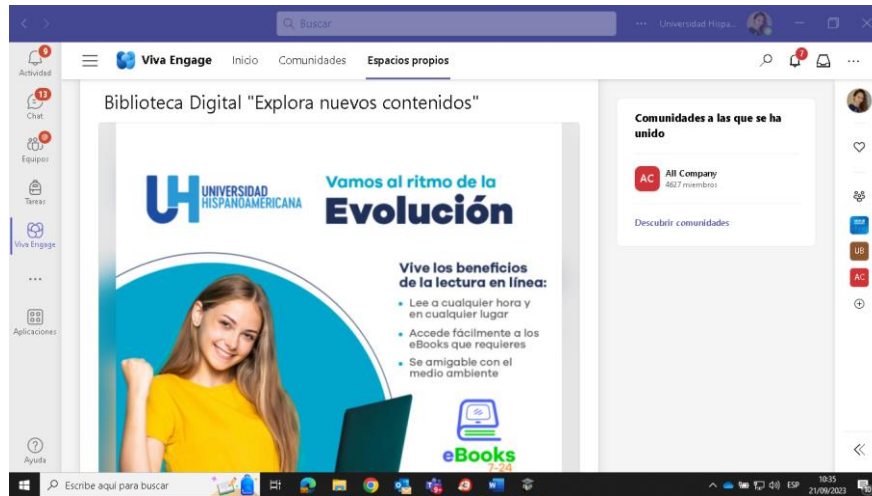 Buscar
Universidad Hispa...
9
Actividad
Viva Engage
Inicio
Comunidades
Espacios propios
7
13
Chat
Equipos
Tareas
Viva Engage
Aplicaciones
Ayuda
Biblioteca Digital "Explora nuevos contenidos"
UH
UNIVERSIDAD
HISPANOAMERICANA
Vamos al ritmo de la
Evolución
Vive los beneficios
de la lectura en línea:
• Lee a cualquier hora y
en cualquier lugar
• Accede fácilmente a los
eBooks que requieres
• Se amigable con el
medio ambiente
eBooks
7-24
Comunidades a las que se ha
unido
AC
All Company
4627 miembros
Descubrir comunidades
UB
AC
Escribe aquí para buscar
ESP
10:35
21/09/2023